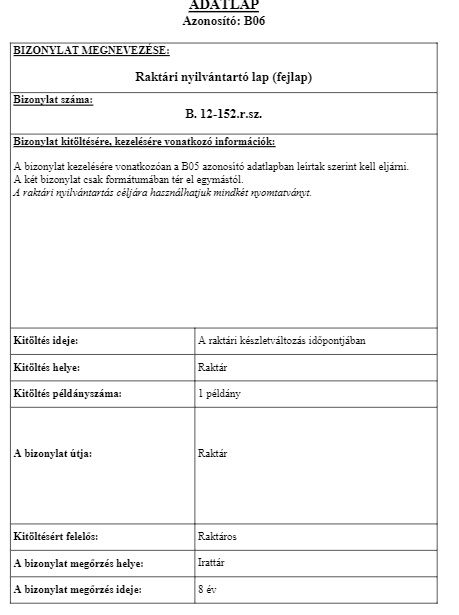 ADATLAP
Azonosító: B06
BIZONYLAT MEGNEVEZÉSE:
Raktári nyilvántartó lap (fejlap)
Bizonylat száma:
B. 12-152.r.sz.
Bizonylat kitöltésére, kezelésére vonatkozó információk:
A bizonylat kezelésére vonatkozóan a B05 azonosító adatlapban leírtak szerint kell eljárni.
A két bizonylat csak formátumában tér el egymástól.
A raktári nyilvántartás céljára használhatjuk mindkét nyomtatványt.
Kitöltés ideje: A raktári készletváltozás időpontjában
Kitöltés helye: Raktár
Kitöltés példányszáma: 1 példány
A bizonylat útja: Raktár
Kitöltésért felelős: Raktáros
A bizonylat megőrzés helye: Irattár
A bizonylat megőrzés ideje: 8 év